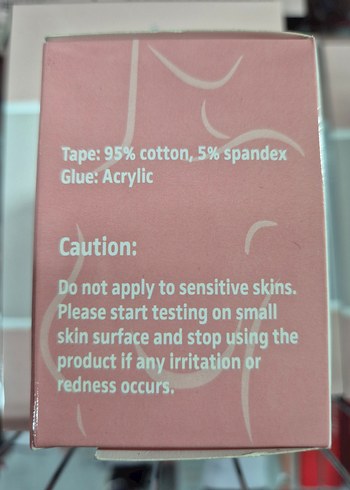 Tape: 95% cotton, 5% spandex
Glue: Acrylic
Caution:
Do not apply to sensitive skins.
Please start testing on small
skin surface and stop using the
product if any irritation or
redness occurs.